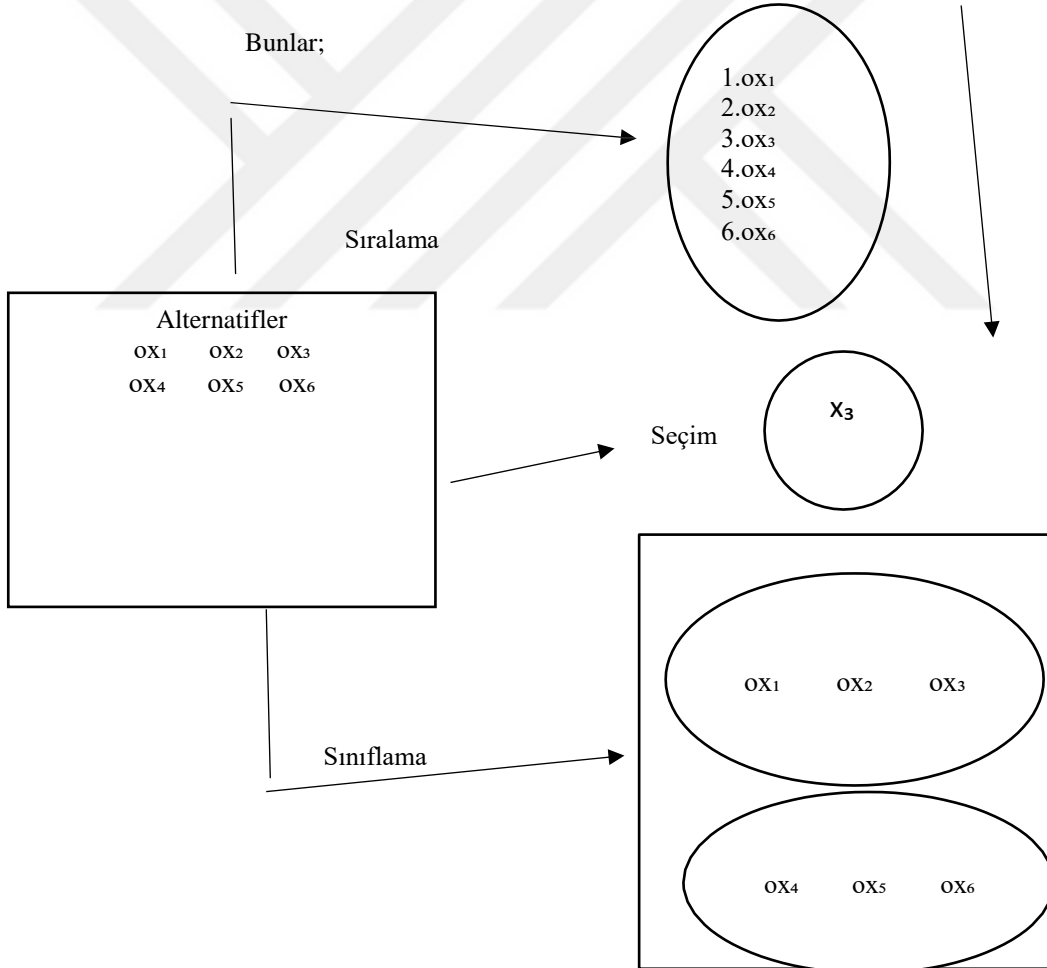 Bunlar;
1.ox₁
2.ox₂
3.ox₃
4.ox₄
5.ox₅
6.ox₆
Sıralama
Alternatifler
ox₁ ox₂ ox₃
ox₄ ox₅ ox₆
Seçim
x₃
Sınıflama
ox₁ ox₂ ox₃
ox₄ ox₅ ox₆